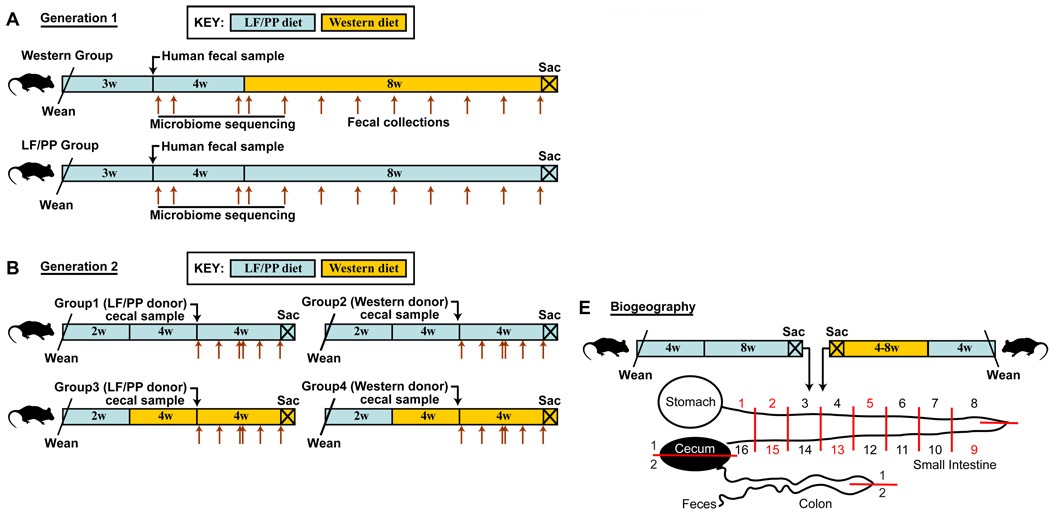 A Generation 1
KEY: LF/PP diet Western diet
Western Group
Human fecal sample
Sac
3w 4w 8w
Wean
Microbiome sequencing
Fecal collections
LF/PP Group
Human fecal sample
Sac
3w 4w 8w
Wean
Microbiome sequencing
B Generation 2
KEY: LF/PP diet Western diet
Group1 (LF/PP donor)
cecal sample
Sac
2w 4w 4w
Wean
Group2 (Western donor)
cecal sample
Sac
2w 4w 4w
Wean
Group3 (LF/PP donor)
cecal sample
Sac
2w 4w 4w
Wean
Group4 (Western donor)
cecal sample
Sac
2w 4w 4w
Wean
E Biogeography
Sac Sac
4w 8w 4-8w 4w
Wean Wean
Stomach
1 2 3 4 5 6 7 8
1 Cecum 2
16 15 14 13 12 11 10 9
Small Intestine
1
2
Feces Colon